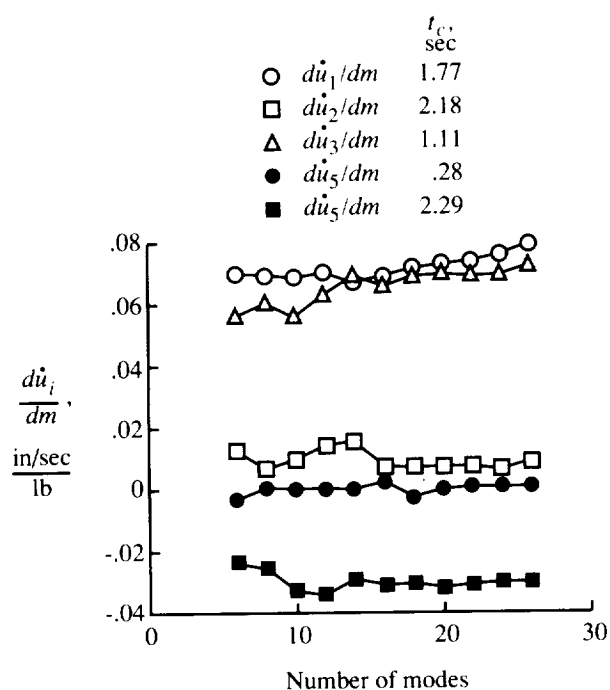 t_c,
sec
du̇₁/dm 1.77
du̇₂/dm 2.18
du̇₃/dm 1.11
du̇₅/dm .28
du̇₅/dm 2.29
.08
.06
.04
.02
0
-.02
-.04
du̇ᵢ
dm,
in/sec
lb
0 10 20 30
Number of modes